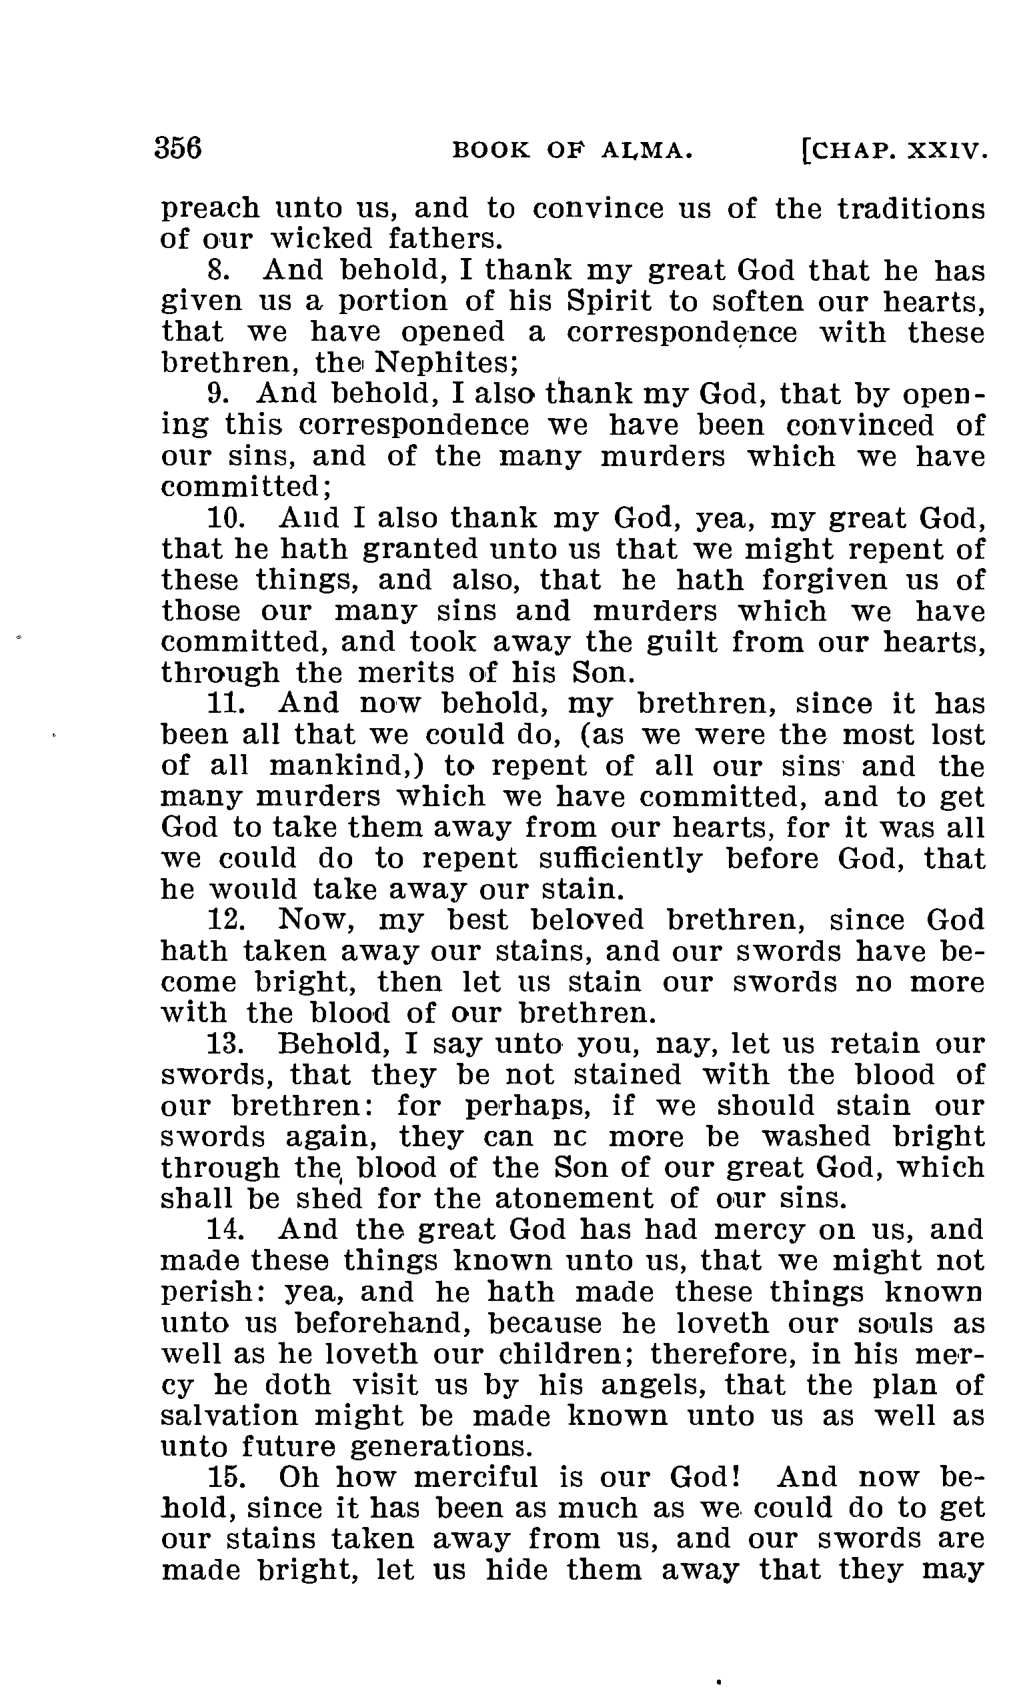 356 BOOK OF ALMA. [CHAP. XXIV.
preach unto us, and to convince us of the traditions
of our wicked fathers.
8. And behold, I thank my great God that he has
given us a portion of his Spirit to soften our hearts,
that we have opened a correspondence with these
brethren, the Nephites;
9. And behold, I also thank my God, that by open-
ing this correspondence we have been convinced of
our sins, and of the many murders which we have
committed;
10. And I also thank my God, yea, my great God,
that he hath granted unto us that we might repent of
these things, and also, that he hath forgiven us of
those our many sins and murders which we have
committed, and took away the guilt from our hearts,
through the merits of his Son.
11. And now behold, my brethren, since it has
been all that we could do, (as we were the most lost
of all mankind,) to repent of all our sins and the
many murders which we have committed, and to get
God to take them away from our hearts, for it was all
we could do to repent sufficiently before God, that
he would take away our stain.
12. Now, my best beloved brethren, since God
hath taken away our stains, and our swords have be-
come bright, then let us stain our swords no more
with the blood of our brethren.
13. Behold, I say unto you, nay, let us retain our
swords, that they be not stained with the blood of
our brethren: for perhaps, if we should stain our
swords again, they can nc more be washed bright
through the blood of the Son of our great God, which
shall be shed for the atonement of our sins.
14. And the great God has had mercy on us, and
made these things known unto us, that we might not
perish: yea, and he hath made these things known
unto us beforehand, because he loveth our souls as
well as he loveth our children; therefore, in his mer-
cy he doth visit us by his angels, that the plan of
salvation might be made known unto us as well as
unto future generations.
15. Oh how merciful is our God! And now be-
hold, since it has been as much as we could do to get
our stains taken away from us, and our swords are
made bright, let us hide them away that they may